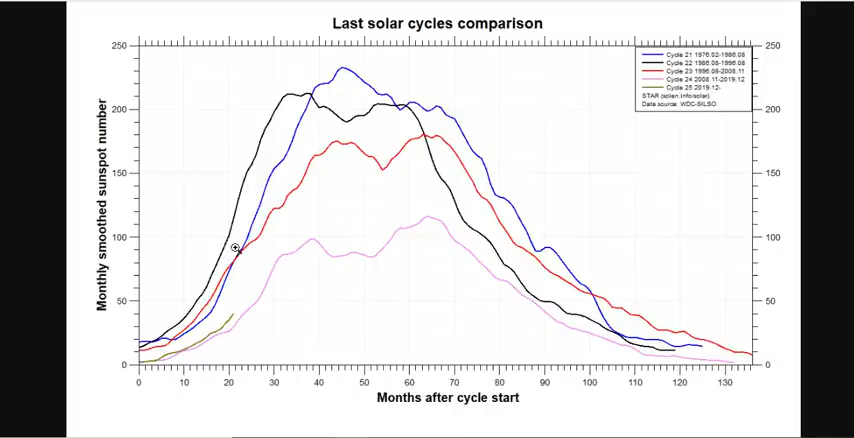 Last solar cycles comparison
250
200
150
100
50
0
Monthly smoothed sunspot number
Cycle 21 1976.02-1986.08
Cycle 22 1986.08-1996.08
Cycle 23 1996.08-2008.11
Cycle 24 2008.11-2019.12
Cycle 25 2019.12-
STAR (solen.info/solar)
Data source: WDC-SILSO
250
200
150
100
50
0
0 10 20 30 40 50 60 70 80 90 100 110 120 130
Months after cycle start